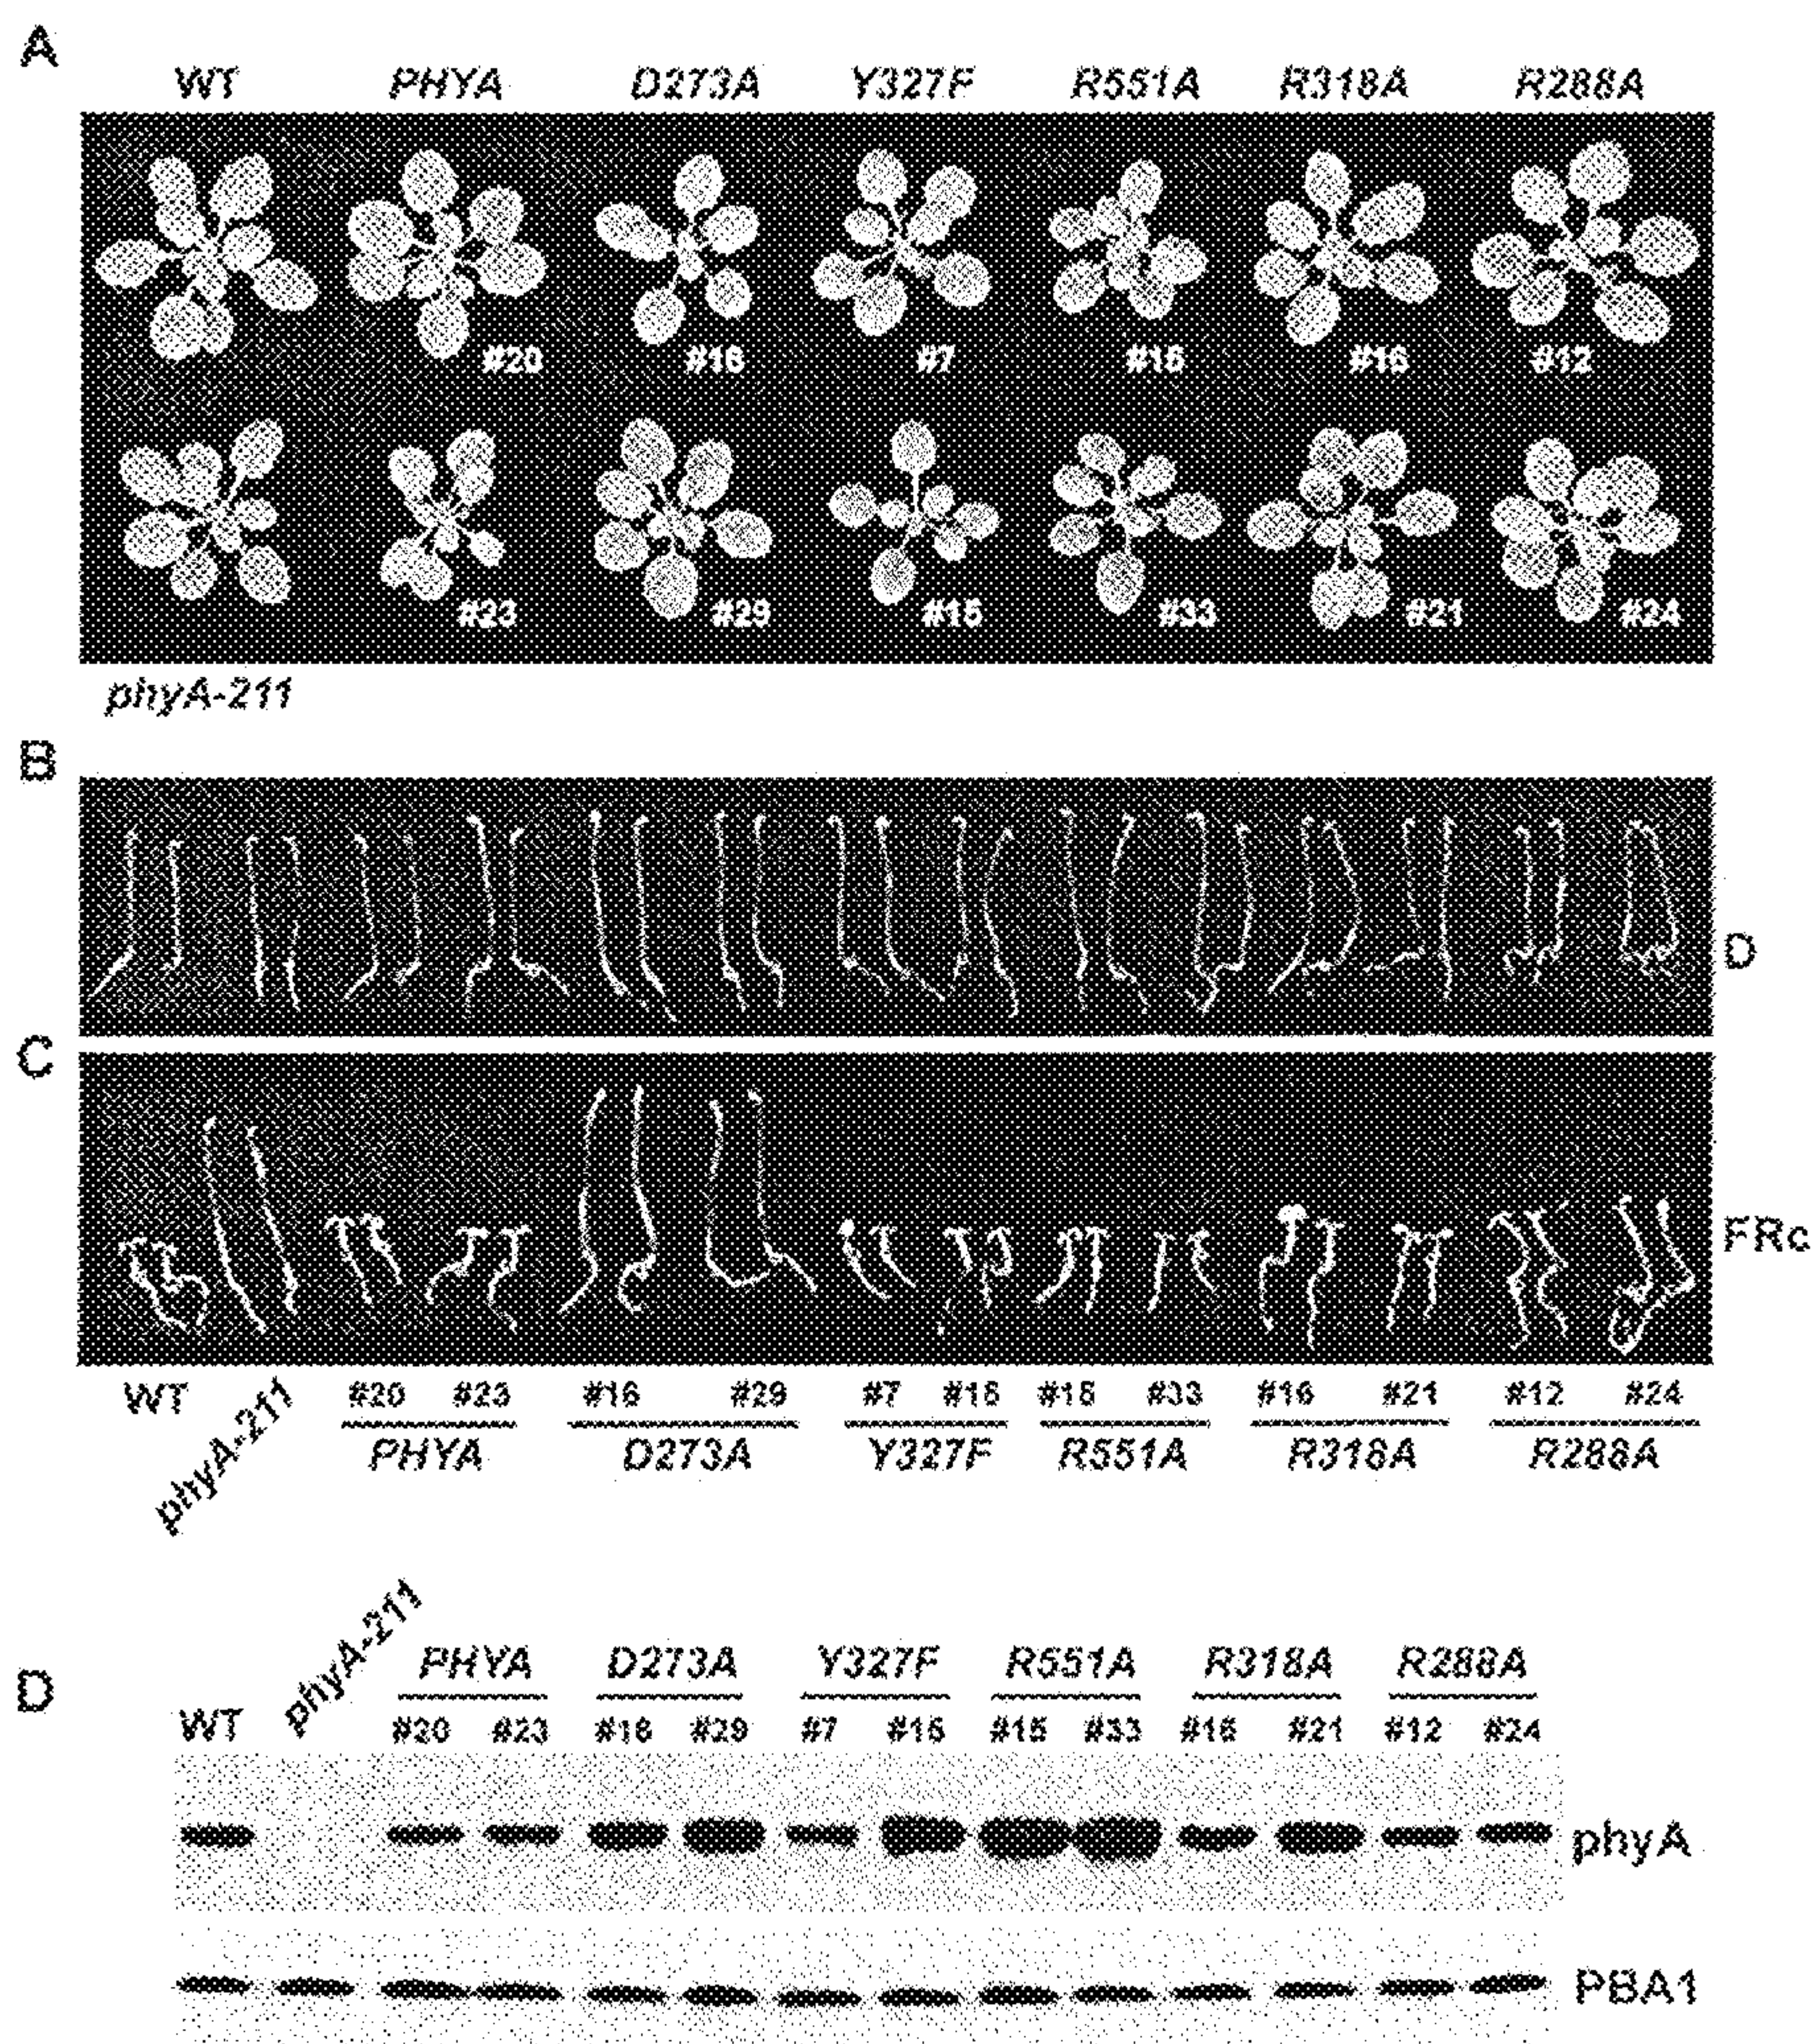 A
WT PHYA D273A Y327F R551A R318A R288A
#20 #16 #7 #15 #16 #12
#23 #29 #15 #33 #21 #24
phyA-211
B
D
C
FRc
WT phyA-211 #20 #23 #16 #29 #7 #15 #15 #33 #16 #21 #12 #24
PHYA D273A Y327F R551A R318A R288A
D
PHYA D273A Y327F R551A R318A R288A
WT phyA-211 #20 #23 #16 #29 #7 #15 #15 #33 #16 #21 #12 #24
phyA
PBA1